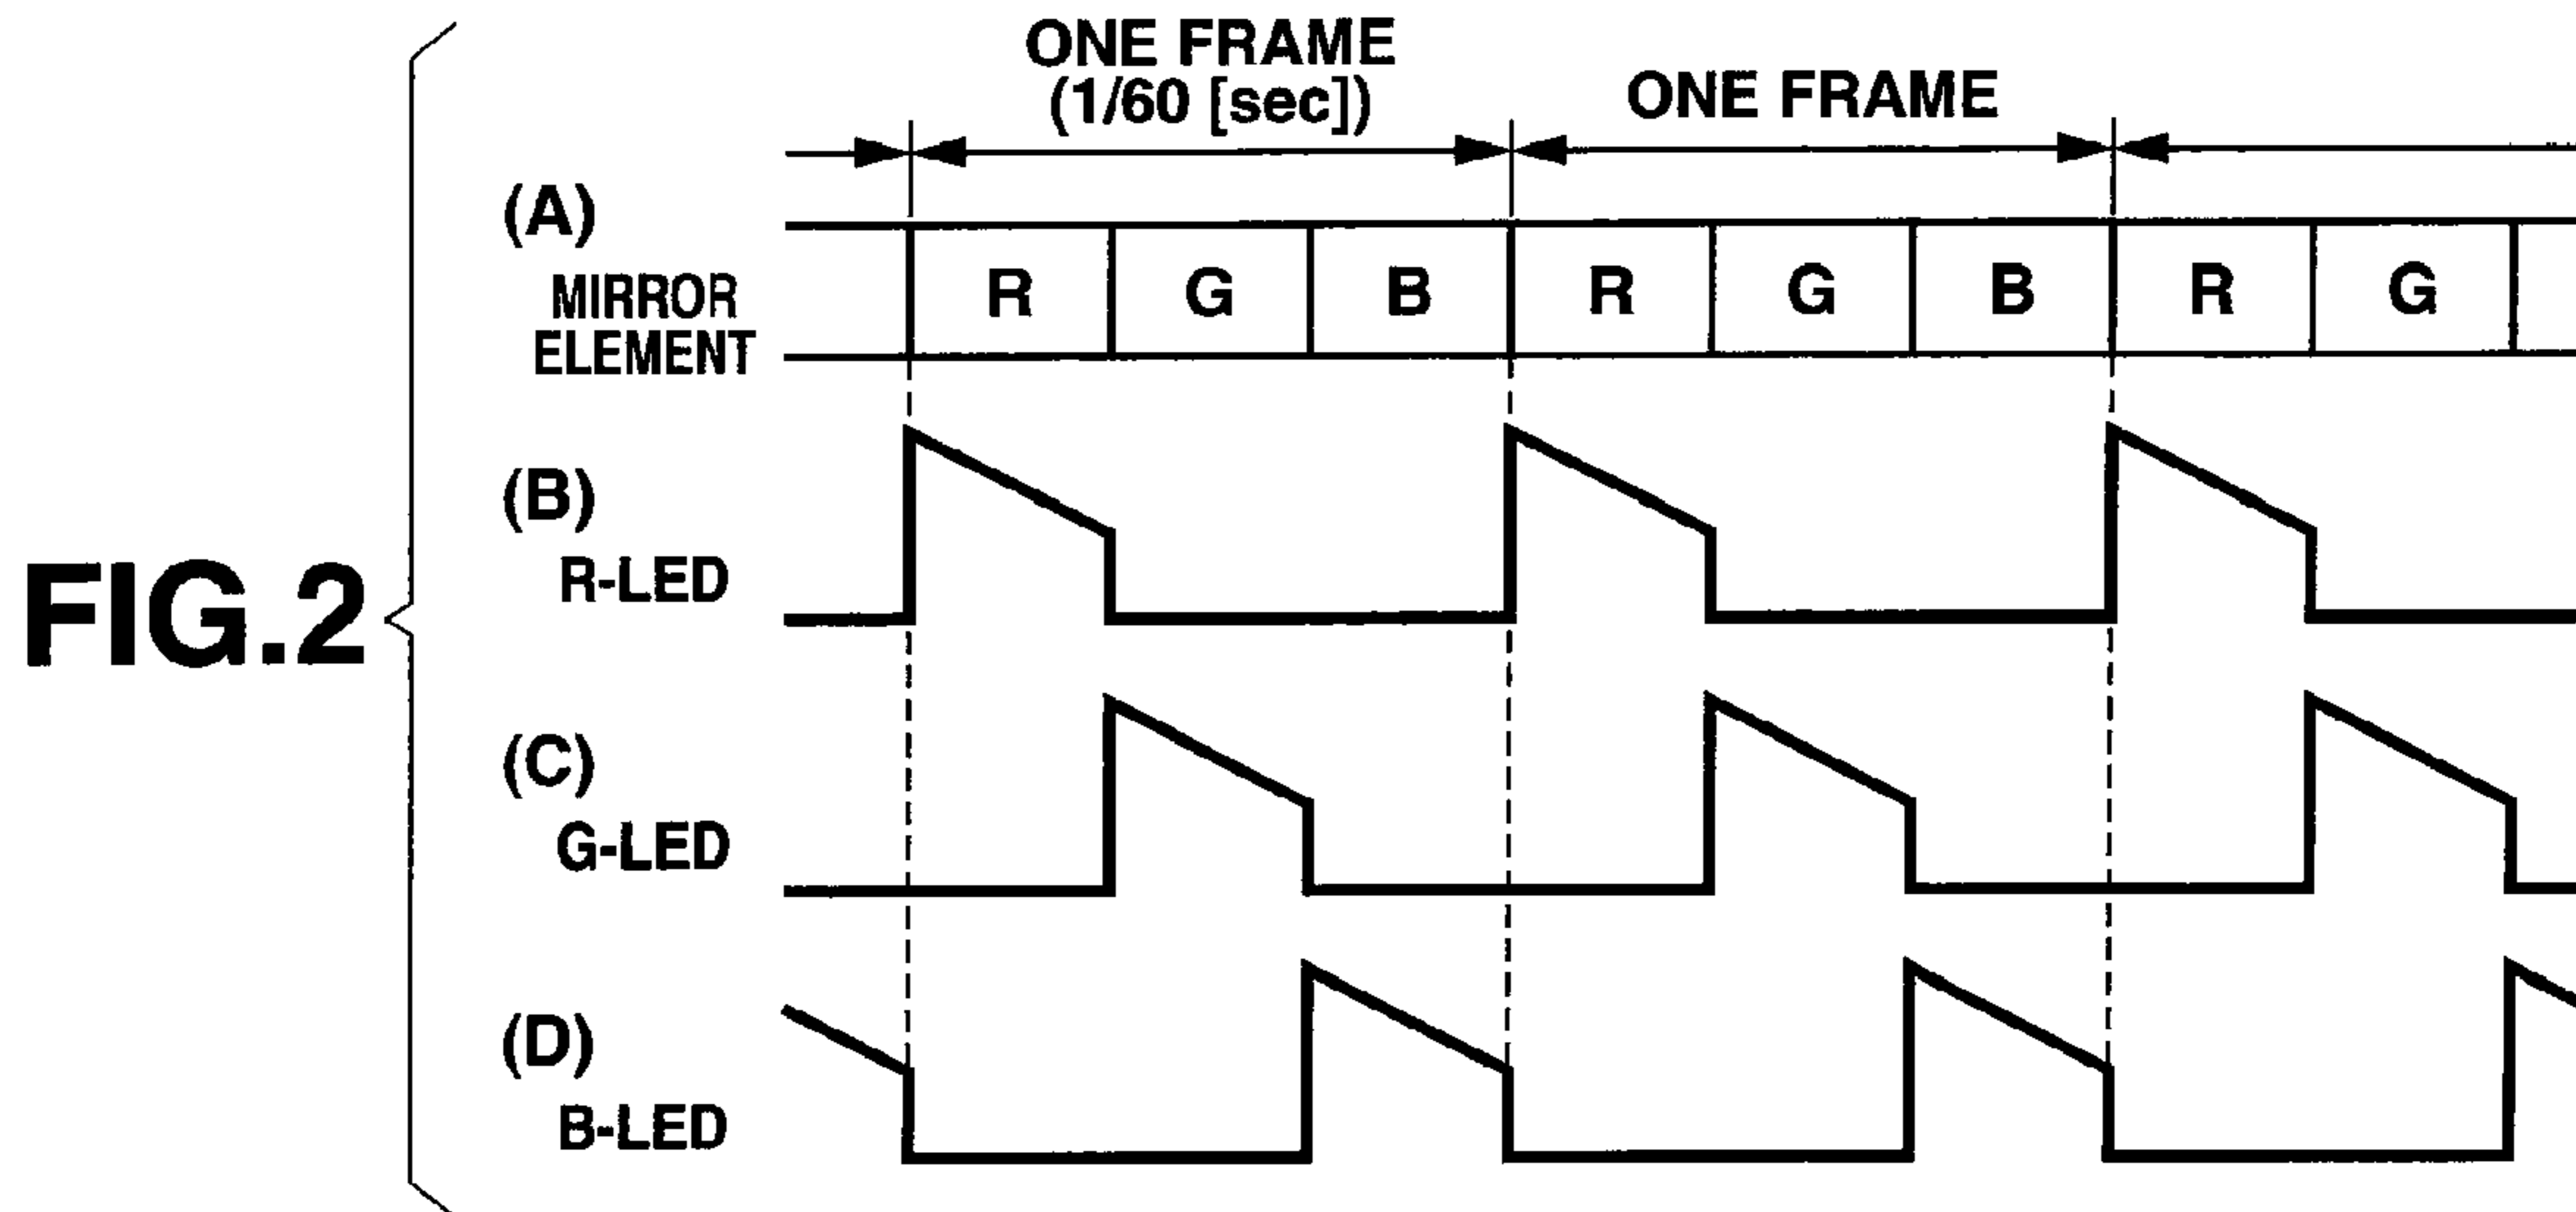 FIG.2
ONE FRAME
(1/60 [sec])
ONE FRAME
(A)
MIRROR
ELEMENT
R G B R G B R G
(B)
R-LED
(C)
G-LED
(D)
B-LED